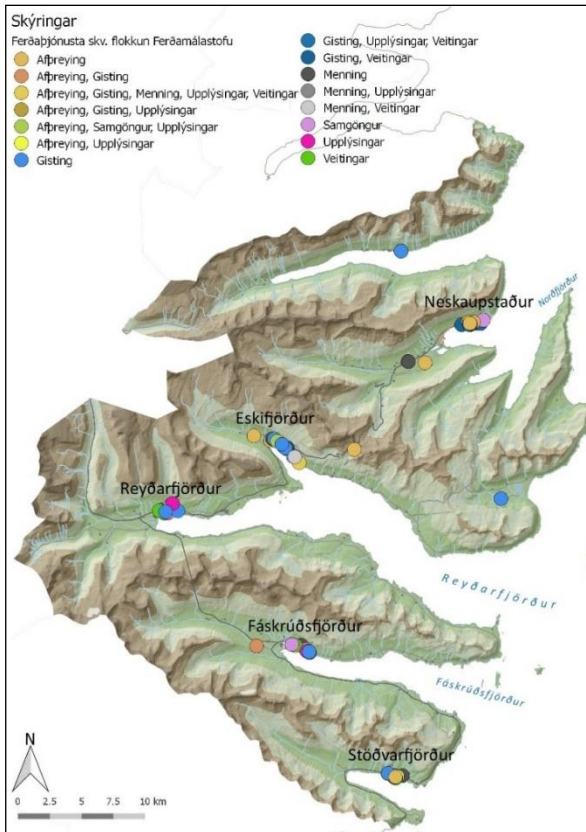 Skýringar
Ferðaþjónusta skv. flokkun Ferðamálastofu
Afþreying
Afþreying, Gisting
Afþreying, Gisting, Menning, Upplýsingar, Veitingar
Afþreying, Gisting, Upplýsingar
Afþreying, Samgöngur, Upplýsingar
Afþreying, Upplýsingar
Gisting
Gisting, Upplýsingar, Veitingar
Gisting, Veitingar
Menning
Menning, Upplýsingar
Menning, Veitingar
Samgöngur
Upplýsingar
Veitingar
Neskaupstaður
Norðfjörður
Eskifjörður
Reyðarfjörður
Reyðarfjörður
Fáskrúðsfjörður
Fáskrúðsfjörður
Stöðvarfjörður
N
0 2.5 5 7.5 10 km